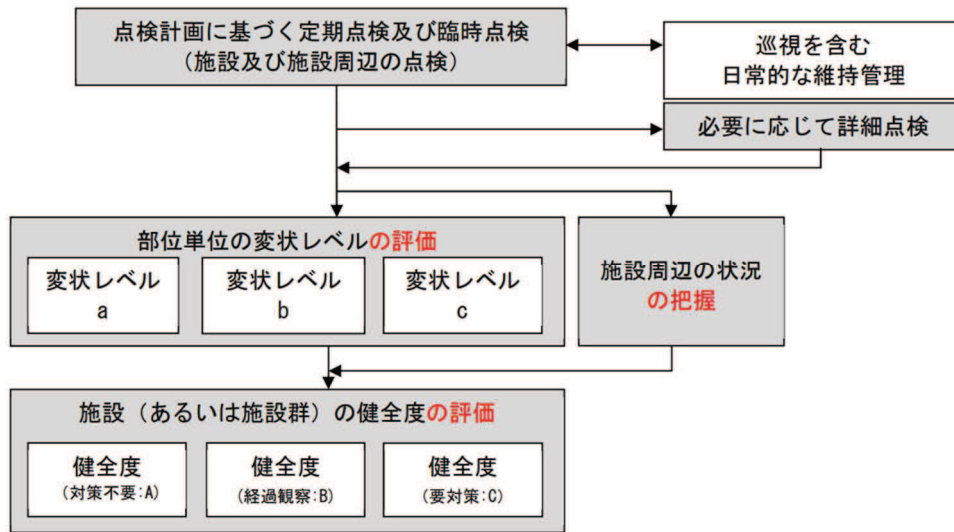 点検計画に基づく定期点検及び臨時点検
（施設及び施設周辺の点検）
巡視を含む
日常的な維持管理
必要に応じて詳細点検
部位単位の変状レベルの評価
変状レベル
a
変状レベル
b
変状レベル
c
施設周辺の状況
の把握
施設（あるいは施設群）の健全度の評価
健全度
(対策不要:A)
健全度
(経過観察:B)
健全度
(要対策:C)